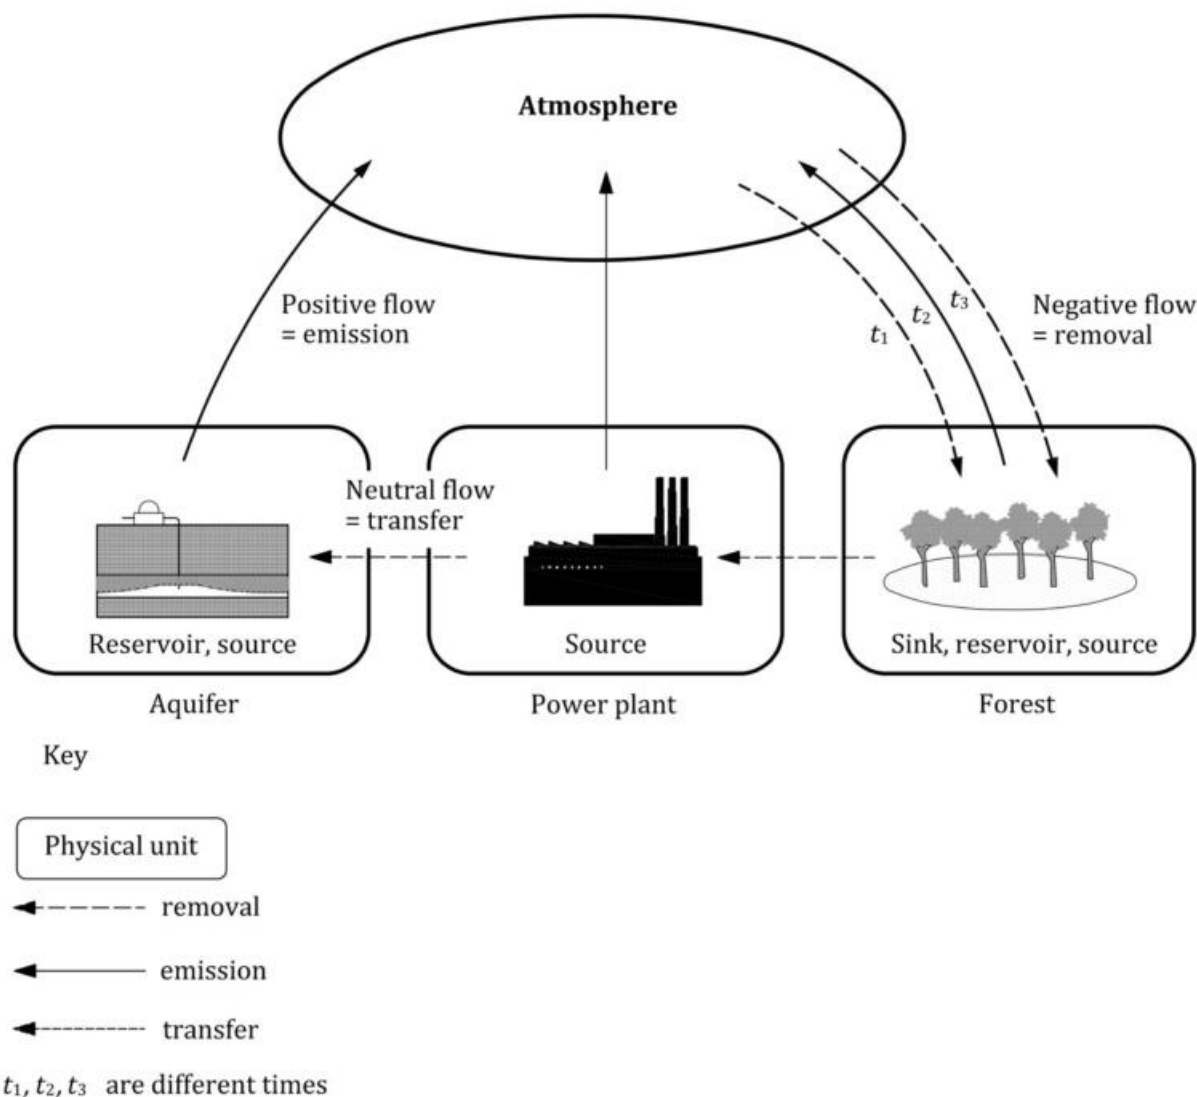 Atmosphere
Positive flow
= emission
t1
t2
t3
Negative flow
= removal
Neutral flow
= transfer
Reservoir, source
Source
Sink, reservoir, source
Aquifer
Power plant
Forest
Key
Physical unit
removal
emission
transfer
t1, t2, t3 are different times